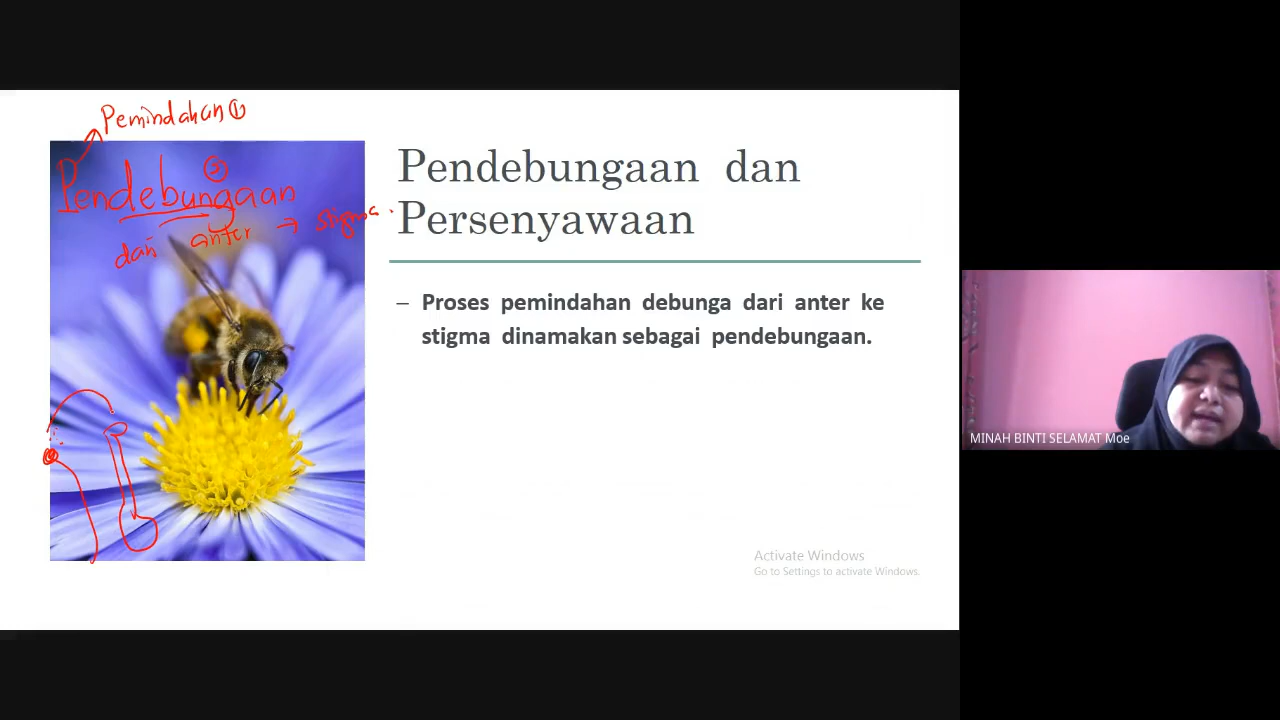 Pemindahan ①
Pendebungaan ②
dari anter → stigma.
Pendebungaan dan
Persenyawaan
– Proses pemindahan debunga dari anter ke
stigma dinamakan sebagai pendebungaan.
Activate Windows
Go to Settings to activate Windows.
MINAH BINTI SELAMAT Moe